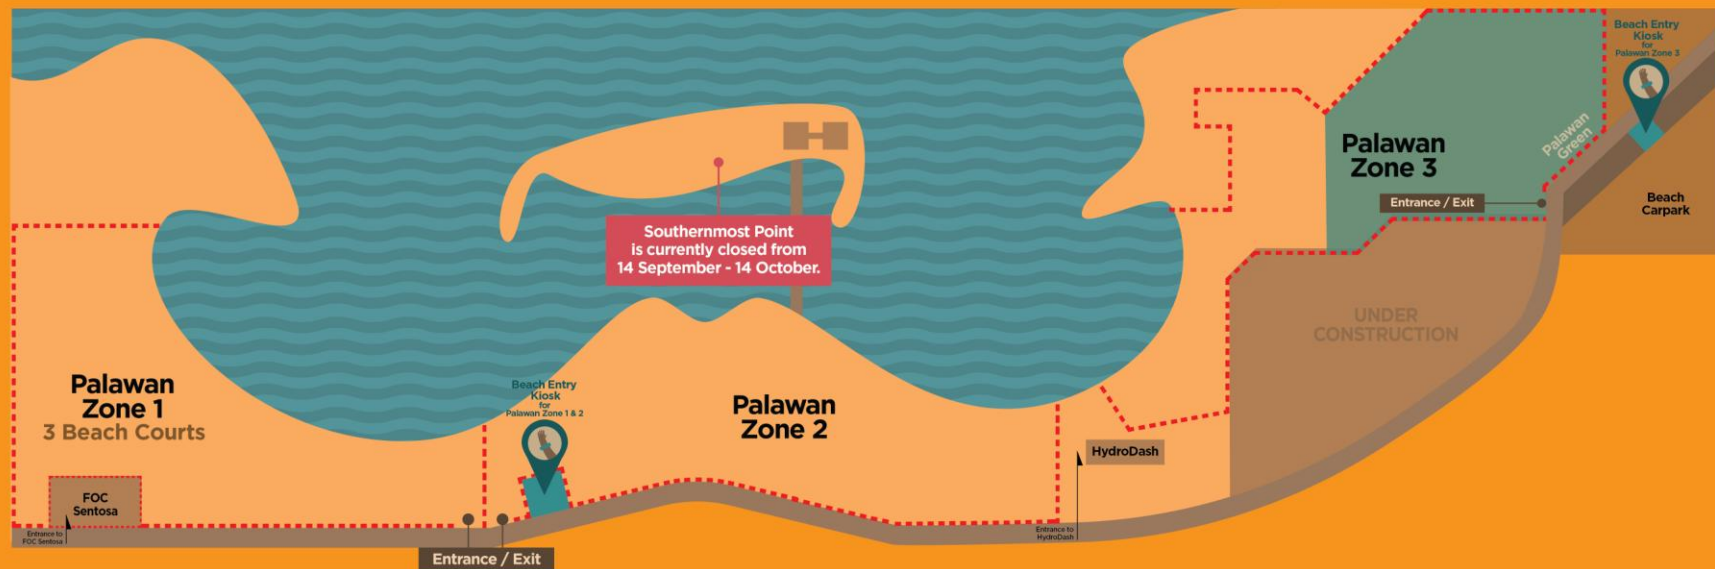 Beach Entry
Kiosk
for
Palawan Zone 3
Palawan
Green
Palawan
Zone 3
Entrance / Exit
Beach
Carpark
Southernmost Point
is currently closed from
14 September - 14 October.
UNDER
CONSTRUCTION
Palawan
Zone 1
3 Beach Courts
Beach Entry
Kiosk
for
Palawan Zone 1 & 2
Palawan
Zone 2
HydroDash
FOC
Sentosa
Entrance to
FOC Sentosa
Entrance to
HydroDash
Entrance / Exit